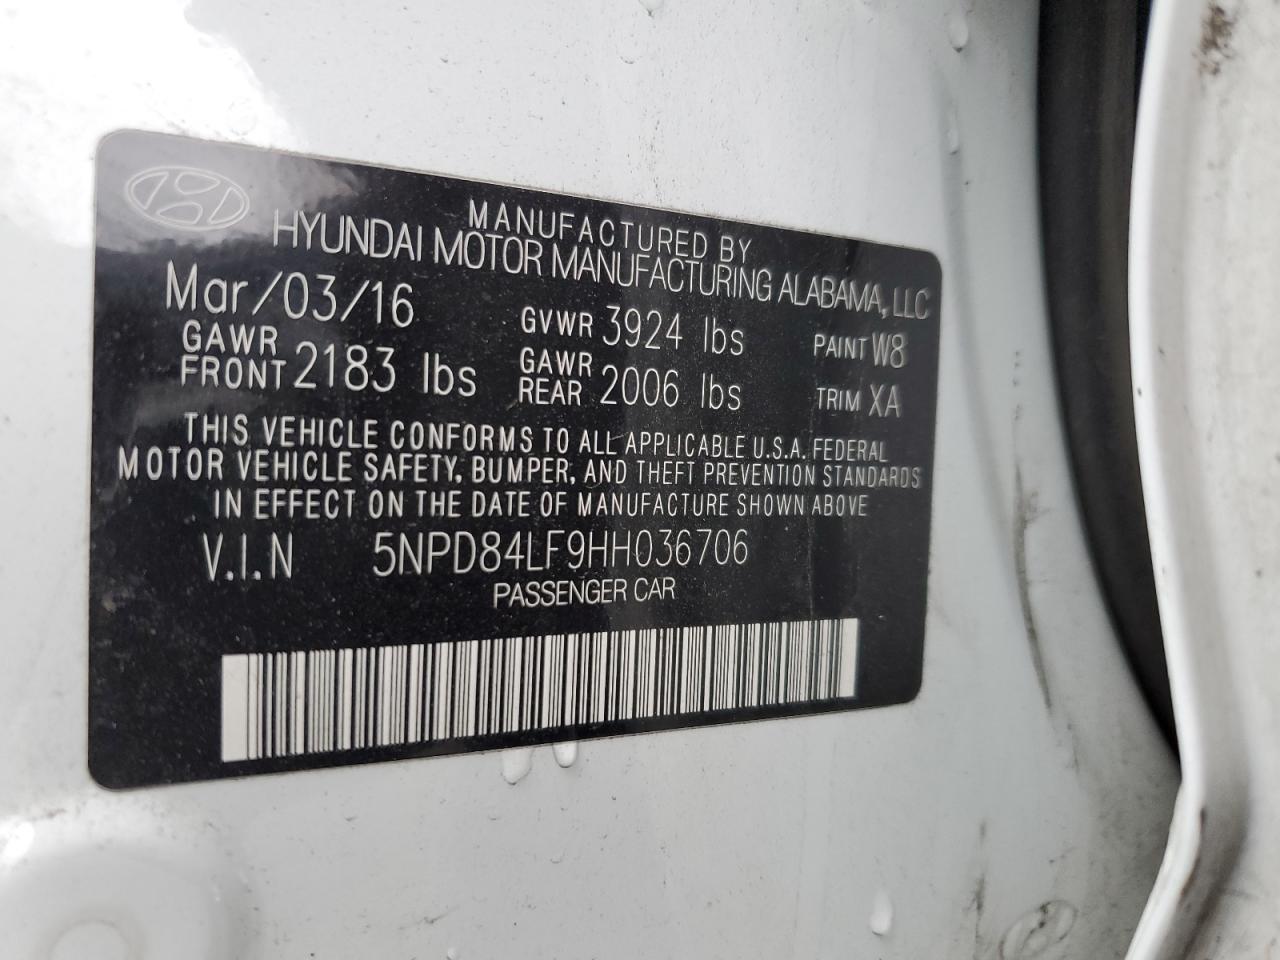 MANUFACTURED BY
HYUNDAI MOTOR MANUFACTURING ALABAMA, LLC
Mar/03/16 GVWR 3924 lbs PAINT W8
GAWR FRONT 2183 lbs GAWR REAR 2006 lbs TRIM XA
THIS VEHICLE CONFORMS TO ALL APPLICABLE U.S.A. FEDERAL
MOTOR VEHICLE SAFETY, BUMPER, AND THEFT PREVENTION STANDARDS
IN EFFECT ON THE DATE OF MANUFACTURE SHOWN ABOVE
V.I.N 5NPD84LF9HH036706
PASSENGER CAR